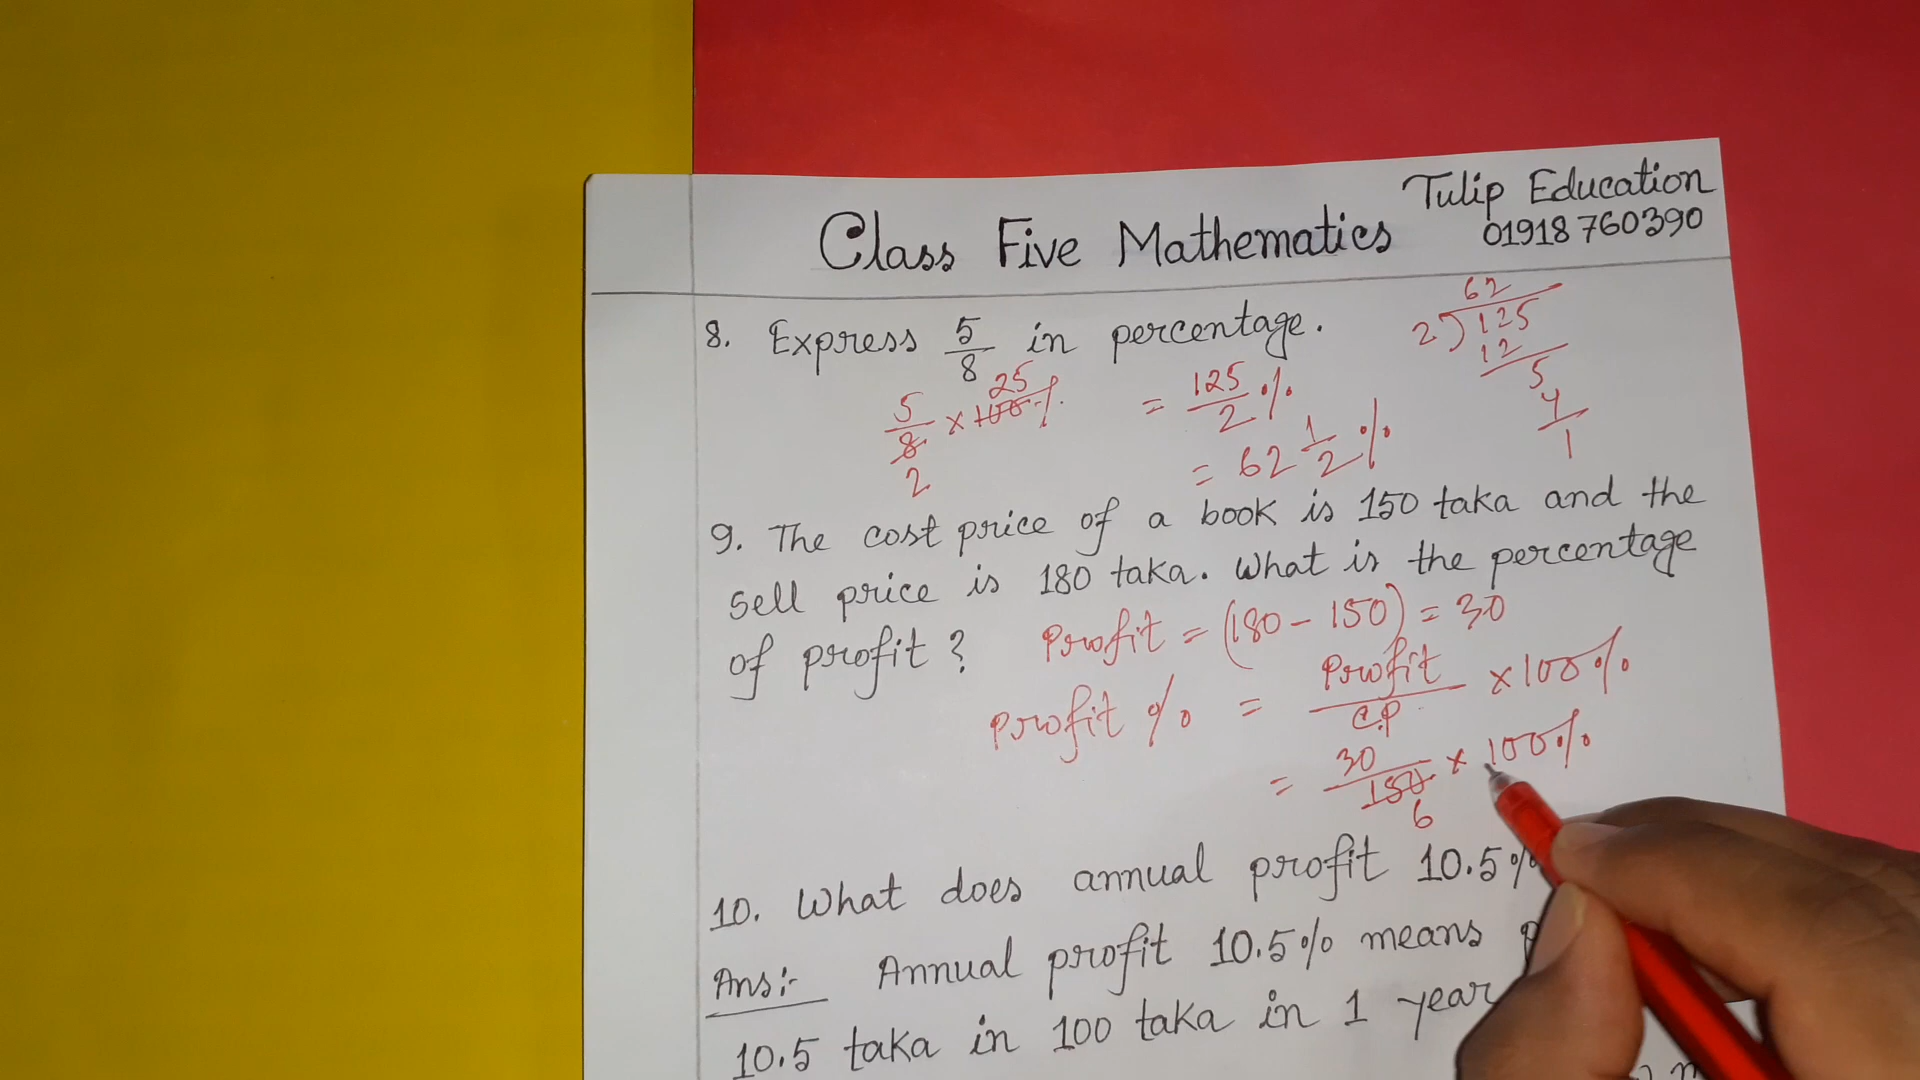 Tulip Education
01918760390
Class Five Mathematics
8. Express 5/8 in percentage.
5/8 × 100% = 125/2 %
25
2
= 62 1/2 %
62
2)125
12
5
4
1
9. The cost price of a book is 150 taka and the
sell price is 180 taka. What is the percentage
of profit? Profit = (180 - 150) = 30
profit % = Profit/C.P × 100%
= 30/150 × 100%
6
10. What does annual profit 10.5%
Ans:- Annual profit 10.5% means
10.5 taka in 100 taka in 1 year